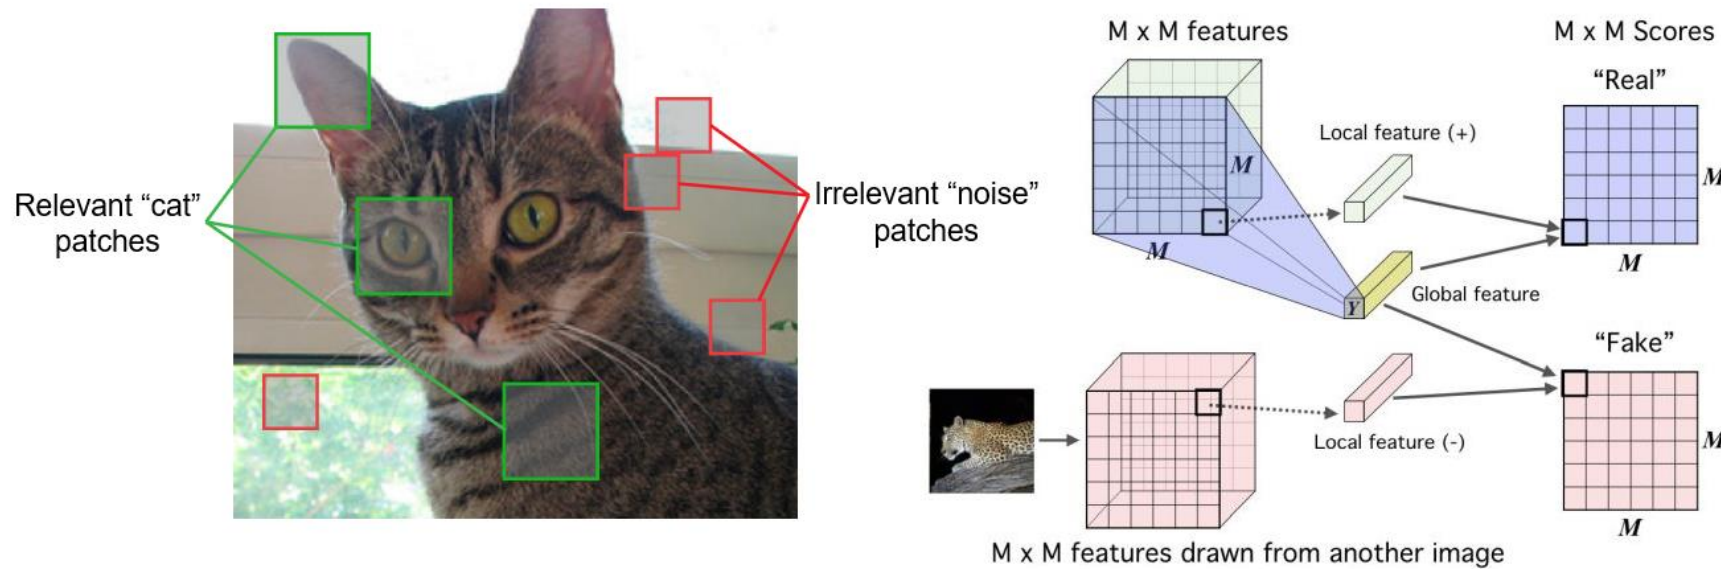 Relevant “cat”
patches
Irrelevant “noise”
patches
M x M features
M
M
Local feature (+)
Y
Global feature
M x M Scores
“Real”
M
M
Local feature (-)
“Fake”
M
M
M x M features drawn from another image